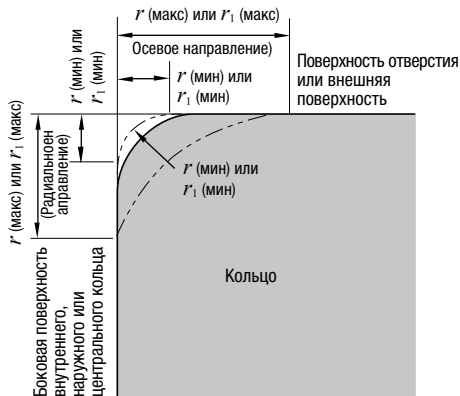 r (макс) или r₁ (макс)
Осевое направление)
r (мин) или
r₁ (мин)
r (мин) или
r₁ (мин)
Поверхность отверстия
или внешняя
поверхность
r (макс) или r₁ (макс)
(Радиальноен
аправление)
r (мин) или
r₁ (мин)
Кольцо
Боковая поверхность
внутреннего,
наружного или
центрального кольца